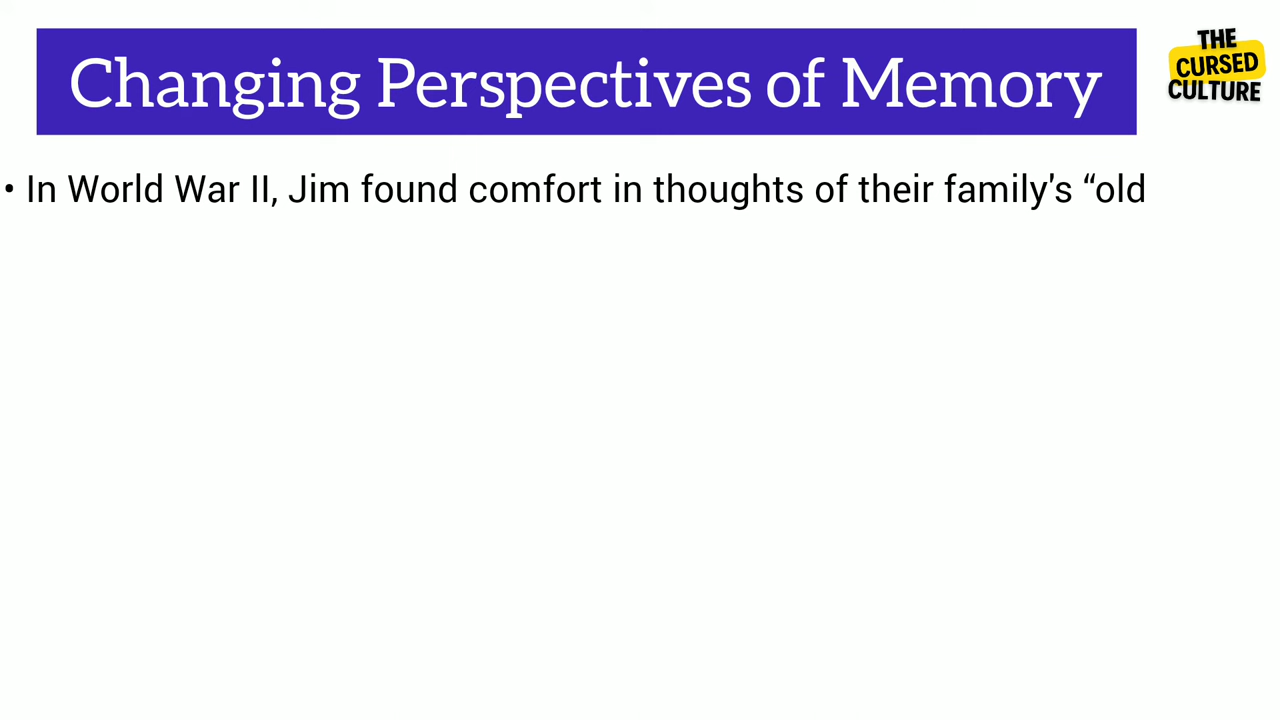 Changing Perspectives of Memory
THE
CURSED
CULTURE
• In World War II, Jim found comfort in thoughts of their family's “old